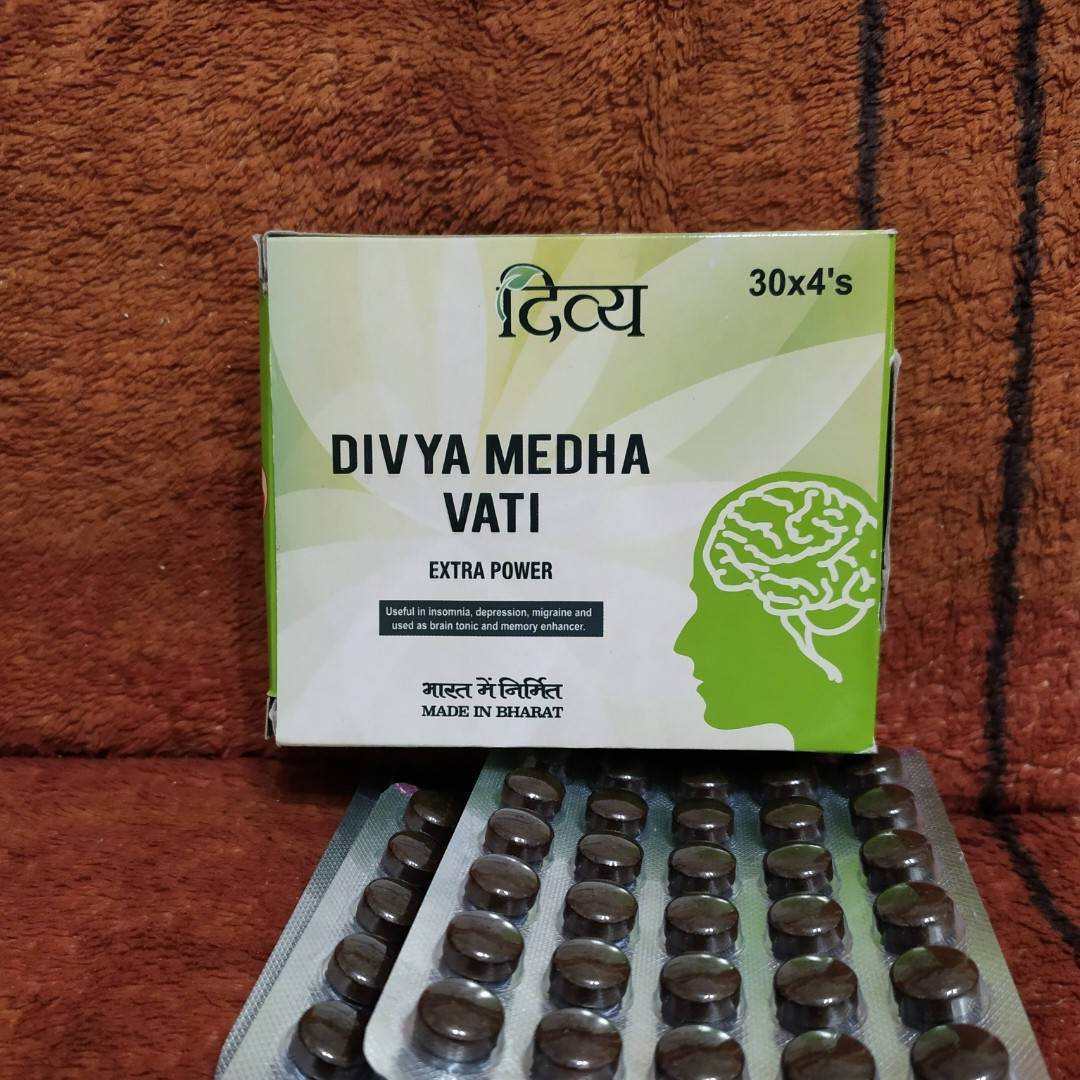 दिव्य
30x4's
DIVYA MEDHA
VATI
EXTRA POWER
Useful in insomnia, depression, migraine and
used as brain tonic and memory enhancer.
भारत में निर्मित
MADE IN BHARAT